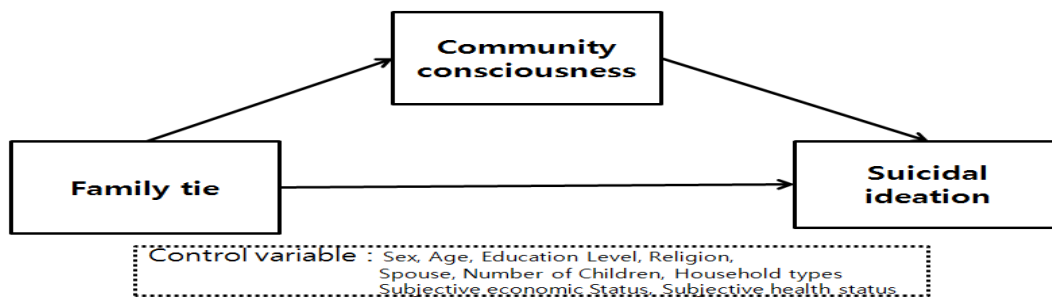 Community
consciousness
Family tie
Suicidal
ideation
Control variable : Sex, Age, Education Level, Religion,
Spouse, Number of Children, Household types
Subjective economic Status, Subjective health status